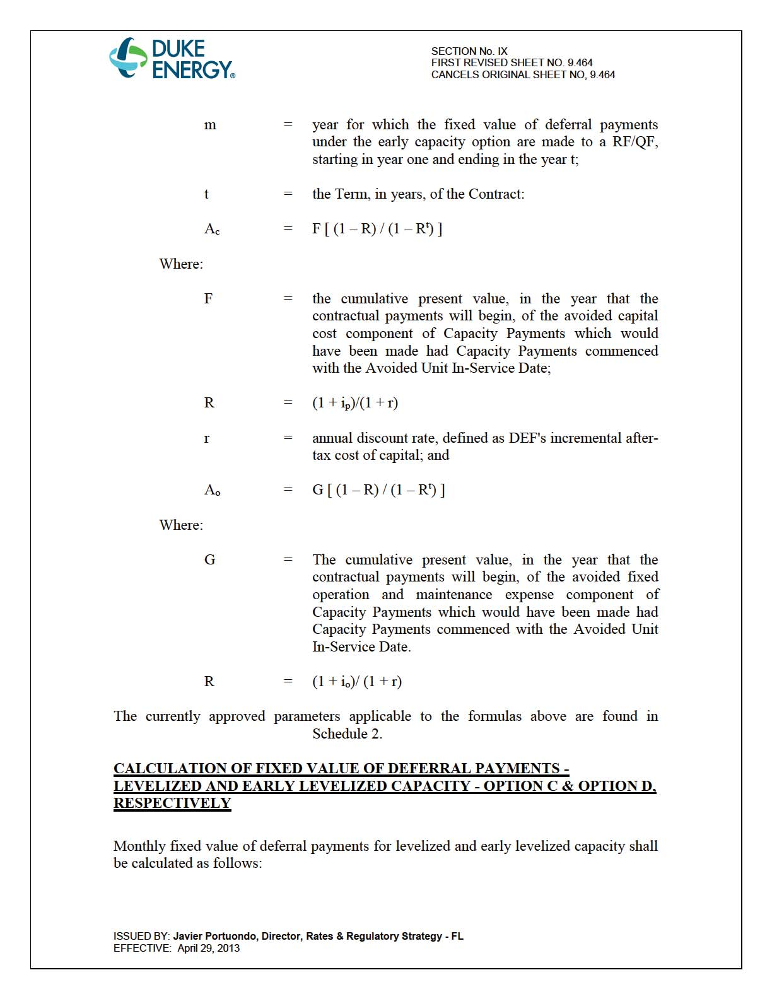 DUKE
ENERGY®
SECTION No. IX
FIRST REVISED SHEET NO. 9.464
CANCELS ORIGINAL SHEET NO, 9.464
m = year for which the fixed value of deferral payments
under the early capacity option are made to a RF/QF,
starting in year one and ending in the year t;
t = the Term, in years, of the Contract:
A_c = F [ (1 – R) / (1 – R^t) ]
Where:
F = the cumulative present value, in the year that the
contractual payments will begin, of the avoided capital
cost component of Capacity Payments which would
have been made had Capacity Payments commenced
with the Avoided Unit In-Service Date;
R = (1 + i_p)/(1 + r)
r = annual discount rate, defined as DEF's incremental after-
tax cost of capital; and
A_o = G [ (1 – R) / (1 – R^t) ]
Where:
G = The cumulative present value, in the year that the
contractual payments will begin, of the avoided fixed
operation and maintenance expense component of
Capacity Payments which would have been made had
Capacity Payments commenced with the Avoided Unit
In-Service Date.
R = (1 + i_o)/ (1 + r)
The currently approved parameters applicable to the formulas above are found in
Schedule 2.
CALCULATION OF FIXED VALUE OF DEFERRAL PAYMENTS -
LEVELIZED AND EARLY LEVELIZED CAPACITY - OPTION C & OPTION D,
RESPECTIVELY
Monthly fixed value of deferral payments for levelized and early levelized capacity shall
be calculated as follows:
ISSUED BY: Javier Portuondo, Director, Rates & Regulatory Strategy - FL
EFFECTIVE: April 29, 2013